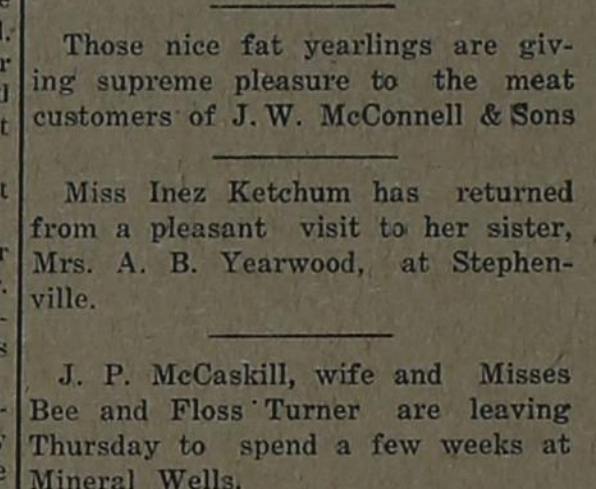 Those nice fat yearlings are giv-
ing supreme pleasure to the meat
customers of J. W. McConnell & Sons
Miss Inez Ketchum has returned
from a pleasant visit to her sister,
Mrs. A. B. Yearwood, at Stephen-
ville.
J. P. McCaskill, wife and Misses
Bee and Floss Turner are leaving
Thursday to spend a few weeks at
Mineral Wells.